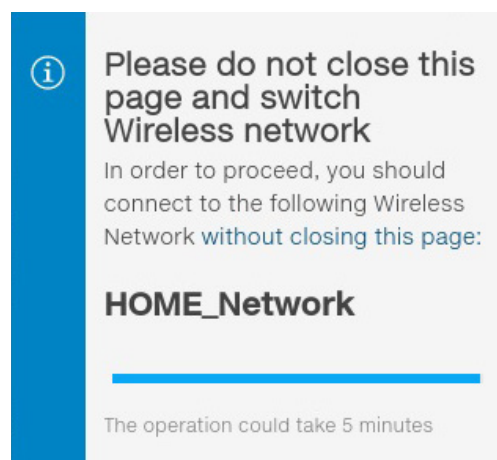 Please do not close this
page and switch
Wireless network
In order to proceed, you should
connect to the following Wireless
Network without closing this page:
HOME_Network
The operation could take 5 minutes